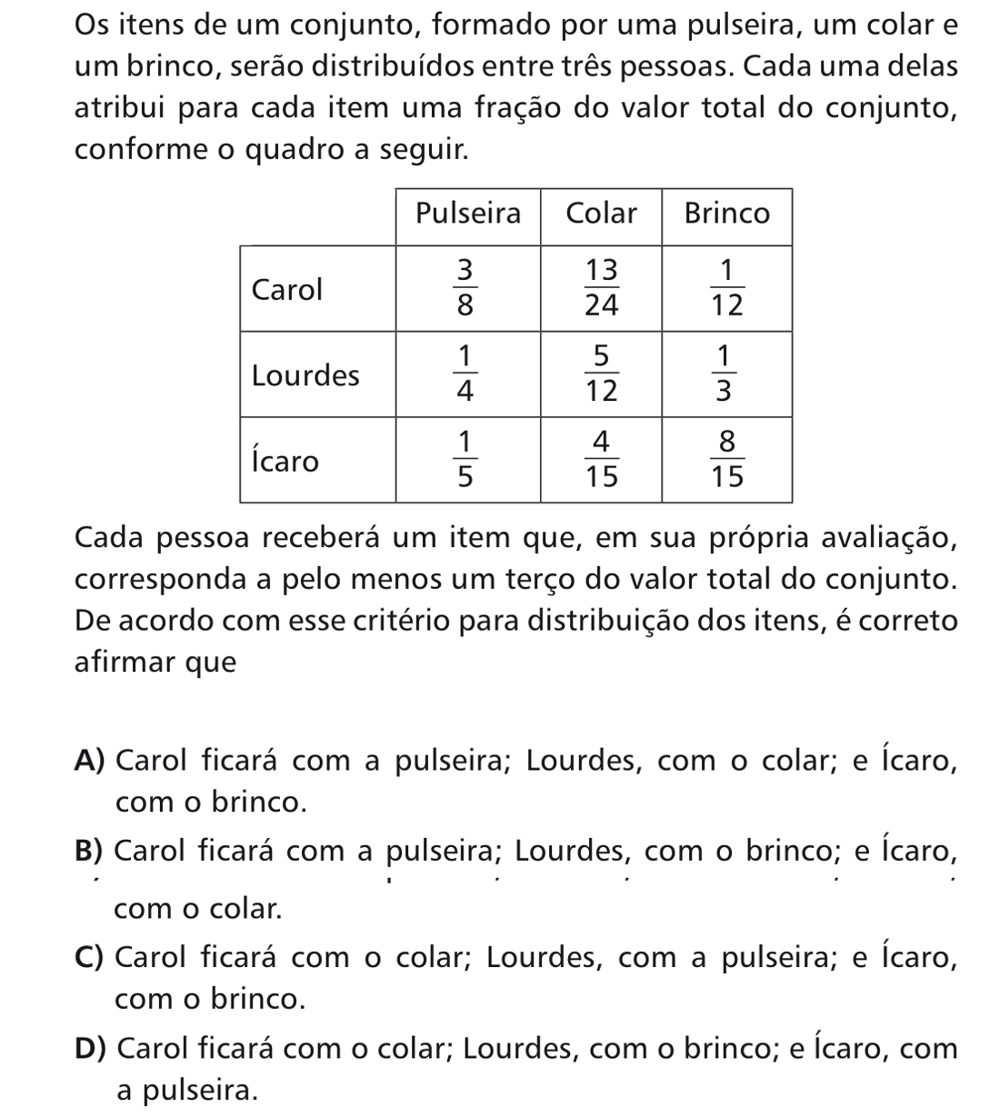 Os itens de um conjunto, formado por uma pulseira, um colar e
um brinco, serão distribuídos entre três pessoas. Cada uma delas
atribui para cada item uma fração do valor total do conjunto,
conforme o quadro a seguir.
Pulseira Colar Brinco
Carol 3/8 13/24 1/12
Lourdes 1/4 5/12 1/3
Ícaro 1/5 4/15 8/15
Cada pessoa receberá um item que, em sua própria avaliação,
corresponda a pelo menos um terço do valor total do conjunto.
De acordo com esse critério para distribuição dos itens, é correto
afirmar que
A) Carol ficará com a pulseira; Lourdes, com o colar; e Ícaro,
com o brinco.
B) Carol ficará com a pulseira; Lourdes, com o brinco; e Ícaro,
com o colar.
C) Carol ficará com o colar; Lourdes, com a pulseira; e Ícaro,
com o brinco.
D) Carol ficará com o colar; Lourdes, com o brinco; e Ícaro, com
a pulseira.